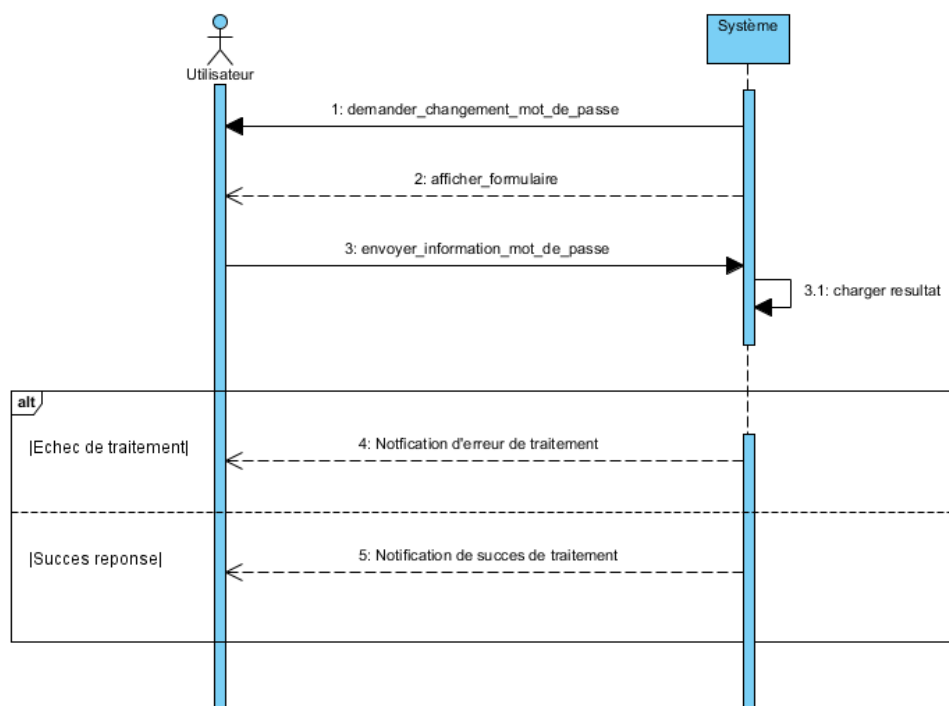 Système
Utilisateur
1: demander_changement_mot_de_passe
2: afficher_formulaire
3: envoyer_information_mot_de_passe
3.1: charger resultat
alt
|Echec de traitement|
4: Notfication d'erreur de traitement
|Succes reponse|
5: Notification de succes de traitement